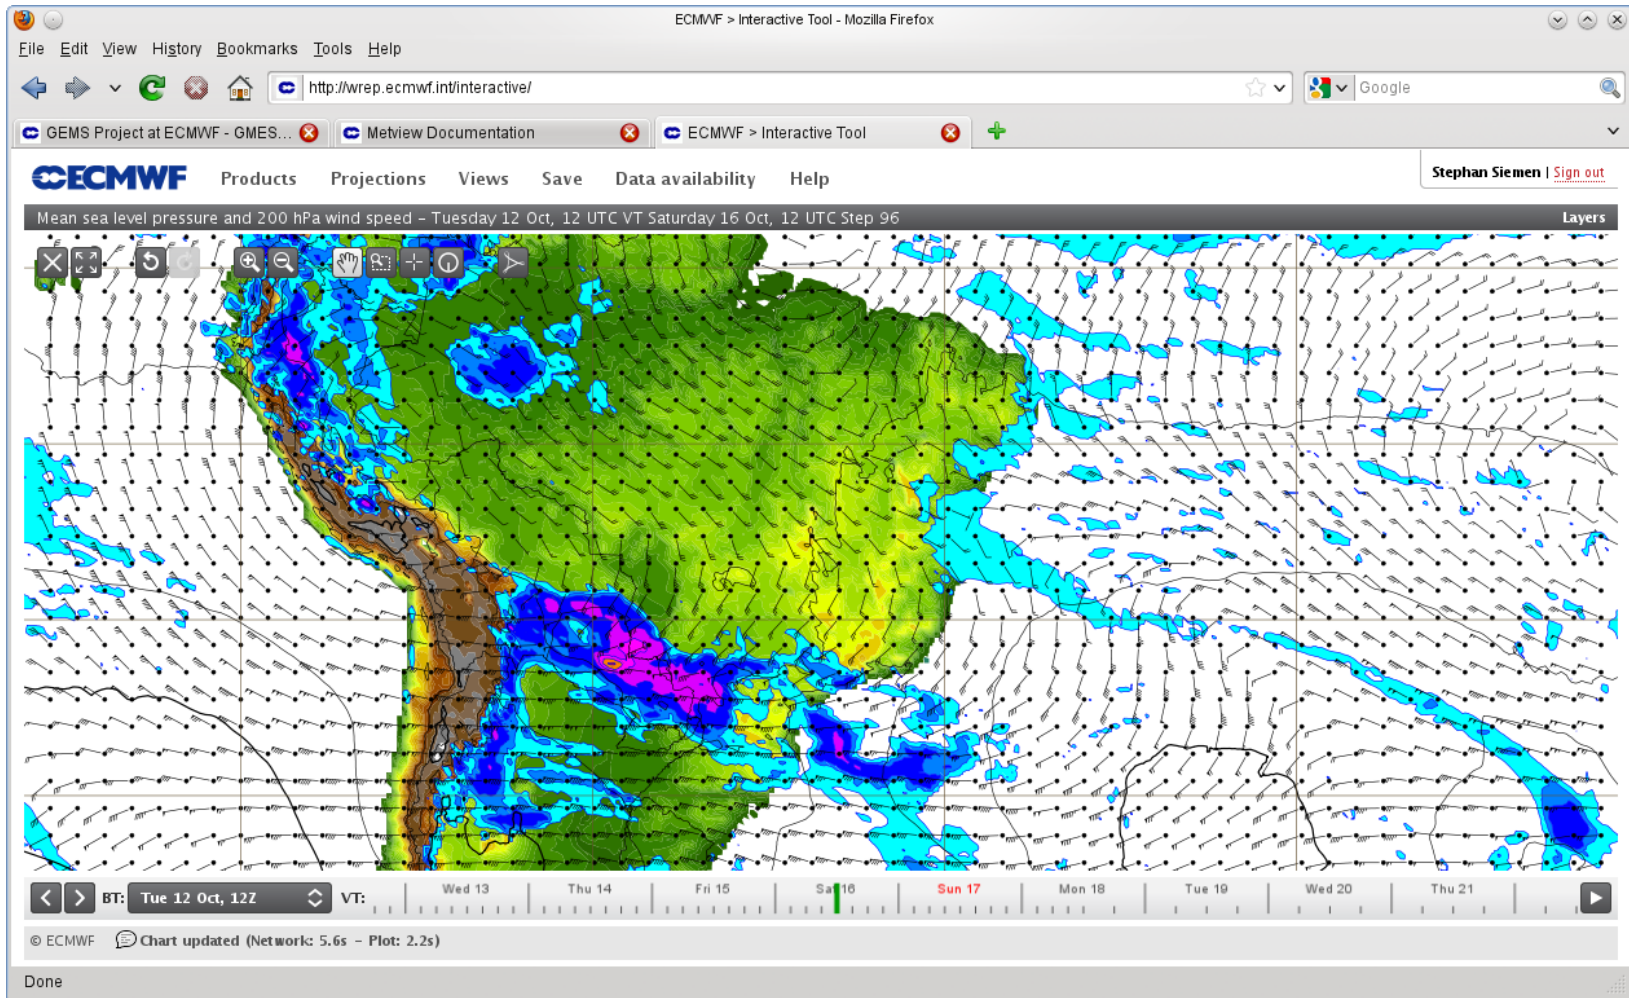 ECMWF > Interactive Tool - Mozilla Firefox
File Edit View History Bookmarks Tools Help
http://wrep.ecmwf.int/interactive/ Google
GEMS Project at ECMWF - GMES... Metview Documentation ECMWF > Interactive Tool
ECMWF Products Projections Views Save Data availability Help Stephan Siemen | Sign out
Mean sea level pressure and 200 hPa wind speed – Tuesday 12 Oct, 12 UTC VT Saturday 16 Oct, 12 UTC Step 96 Layers
BT: Tue 12 Oct, 12Z VT: Wed 13 Thu 14 Fri 15 Sat 16 Sun 17 Mon 18 Tue 19 Wed 20 Thu 21
© ECMWF Chart updated (Network: 5.6s – Plot: 2.2s)
Done